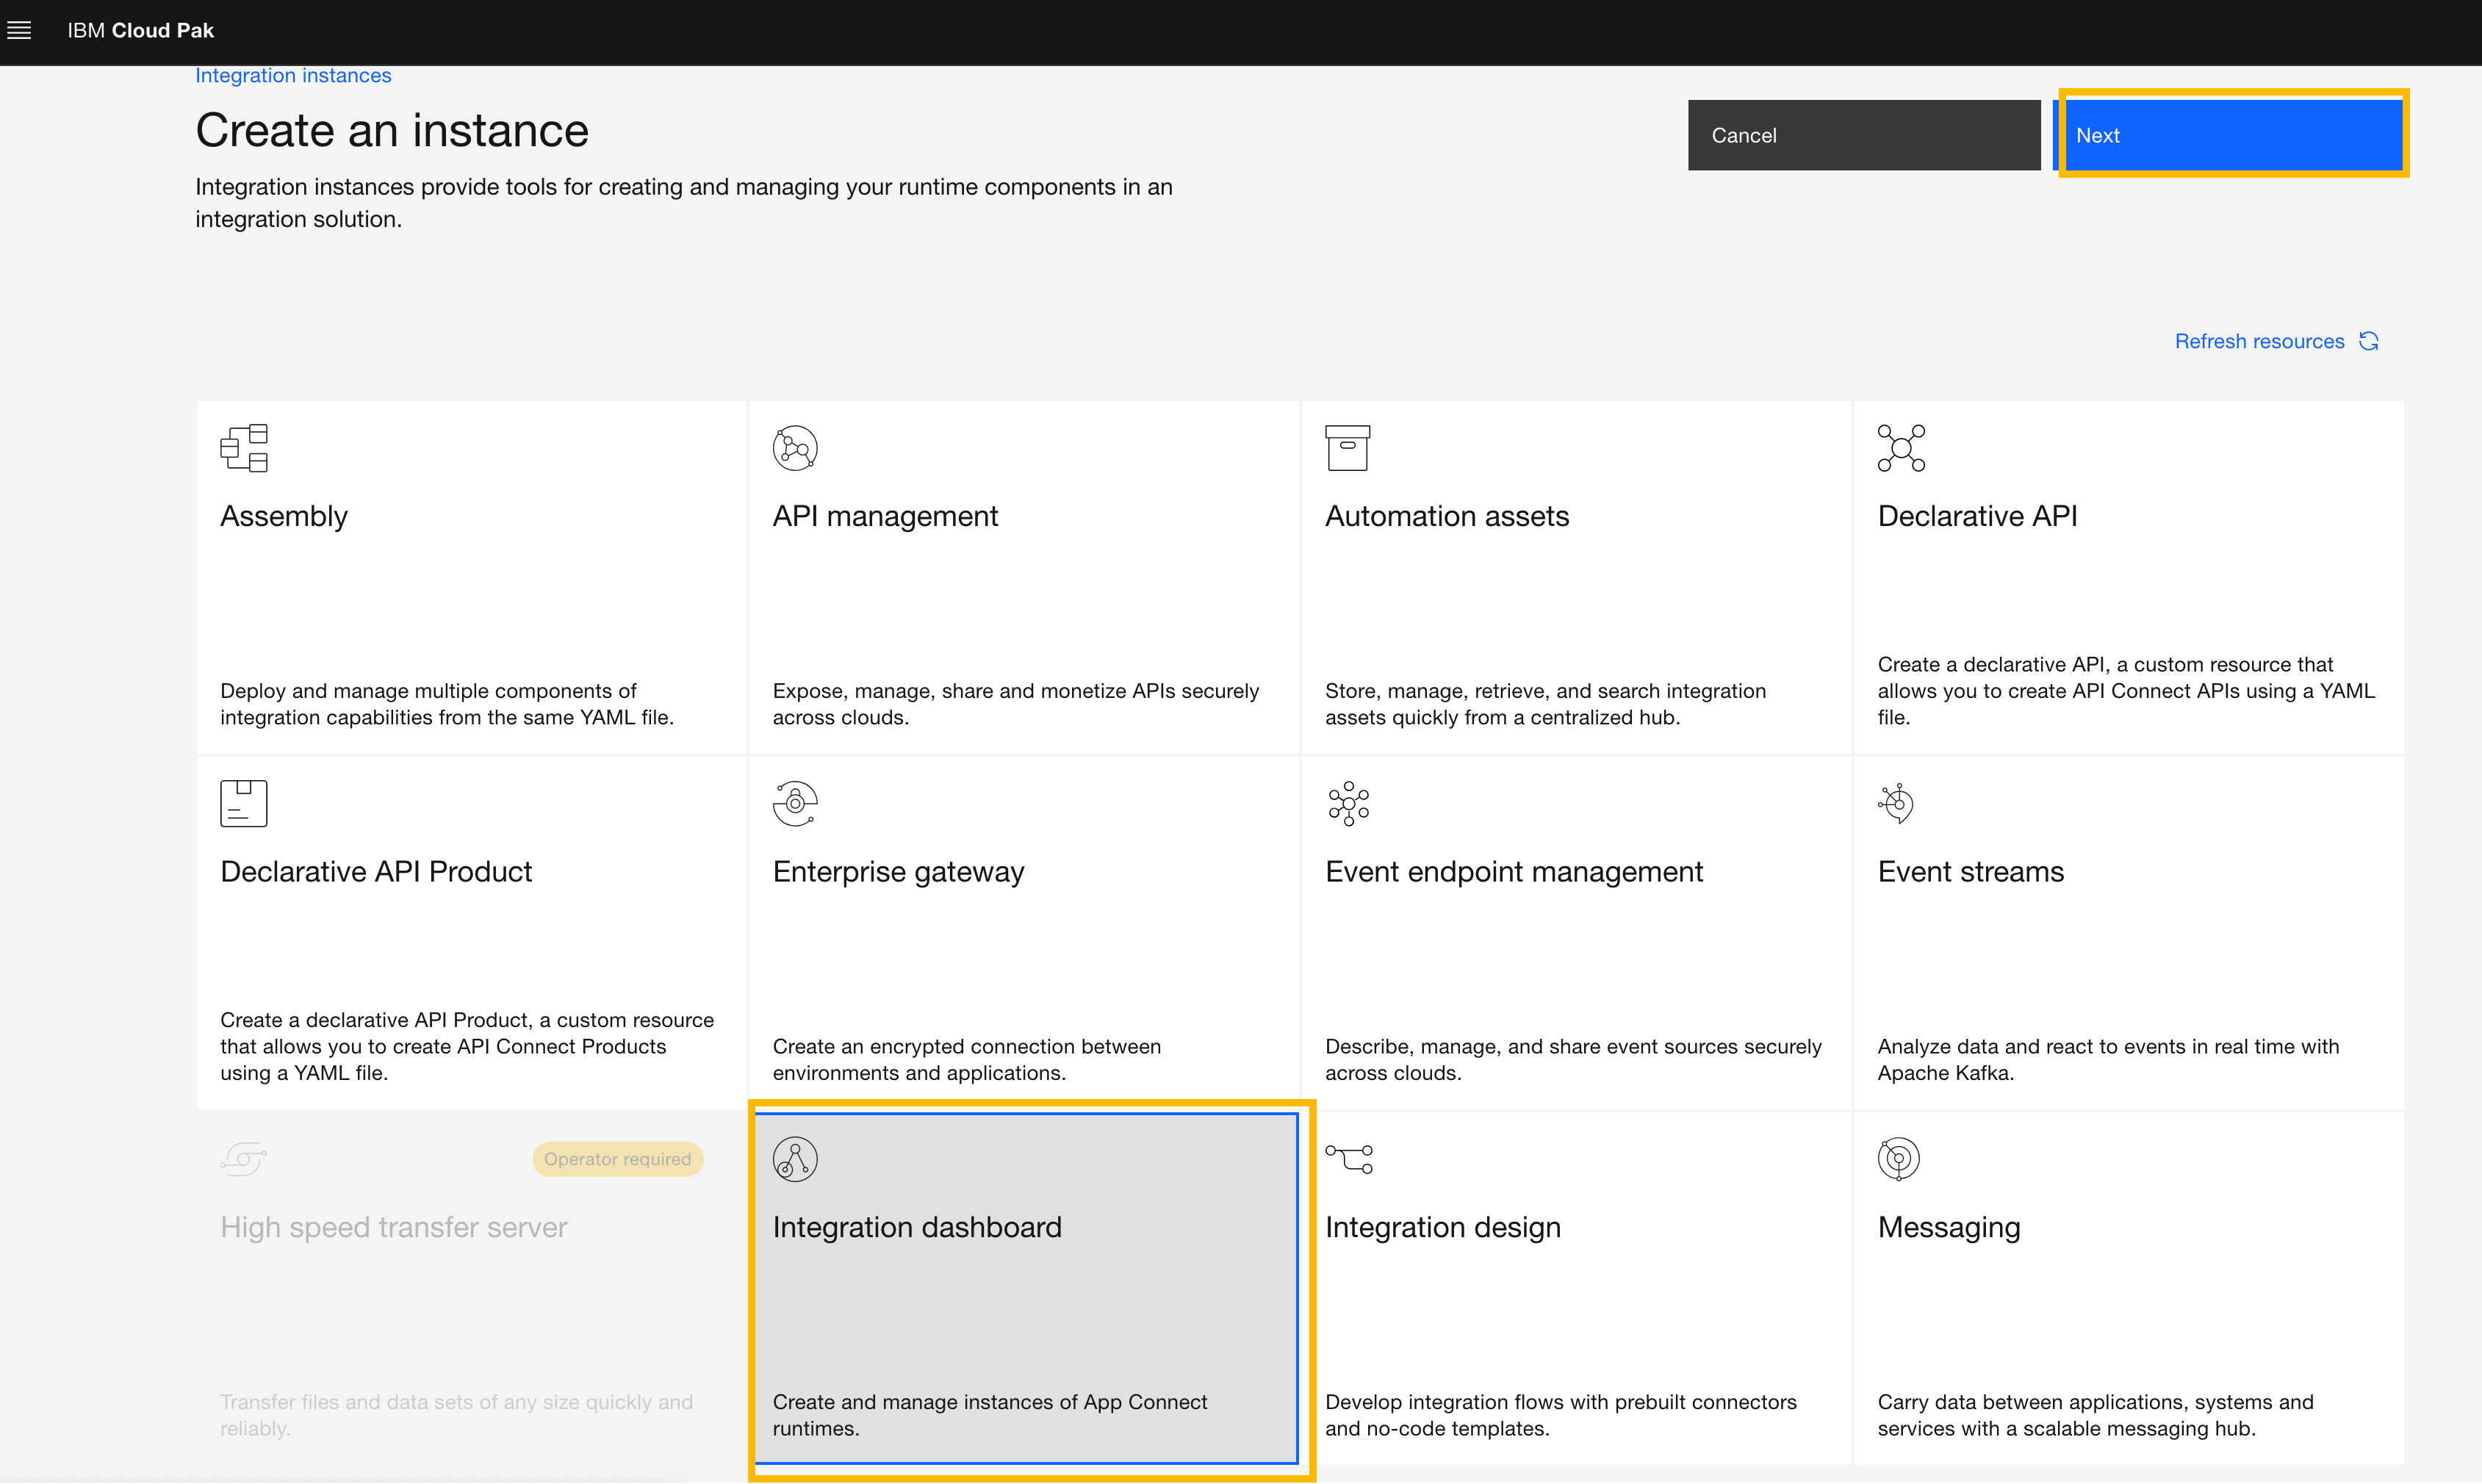 IBM Cloud Pak
Integration instances
Create an instance
Cancel
Next
Integration instances provide tools for creating and managing your runtime components in an
integration solution.
Refresh resources
Assembly
Deploy and manage multiple components of
integration capabilities from the same YAML file.
API management
Expose, manage, share and monetize APIs securely
across clouds.
Automation assets
Store, manage, retrieve, and search integration
assets quickly from a centralized hub.
Declarative API
Create a declarative API, a custom resource that
allows you to create API Connect APIs using a YAML
file.
Declarative API Product
Create a declarative API Product, a custom resource
that allows you to create API Connect Products
using a YAML file.
Enterprise gateway
Create an encrypted connection between
environments and applications.
Event endpoint management
Describe, manage, and share event sources securely
across clouds.
Event streams
Analyze data and react to events in real time with
Apache Kafka.
Operator required
High speed transfer server
Transfer files and data sets of any size quickly and
reliably.
Integration dashboard
Create and manage instances of App Connect
runtimes.
Integration design
Develop integration flows with prebuilt connectors
and no-code templates.
Messaging
Carry data between applications, systems and
services with a scalable messaging hub.